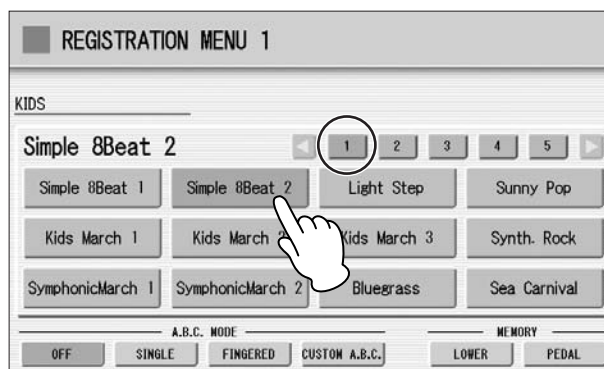 REGISTRATION MENU 1
KIDS
Simple 8Beat 2 1 2 3 4 5
Simple 8Beat 1 Simple 8Beat 2 Light Step Sunny Pop
Kids March 1 Kids March Kids March 3 Synth. Rock
SymphonicMarch 1 SymphonicMarch 2 Bluegrass Sea Carnival
A.B.C. MODE MEMORY
OFF SINGLE FINGERED CUSTOM A.B.C. LOWER PEDAL